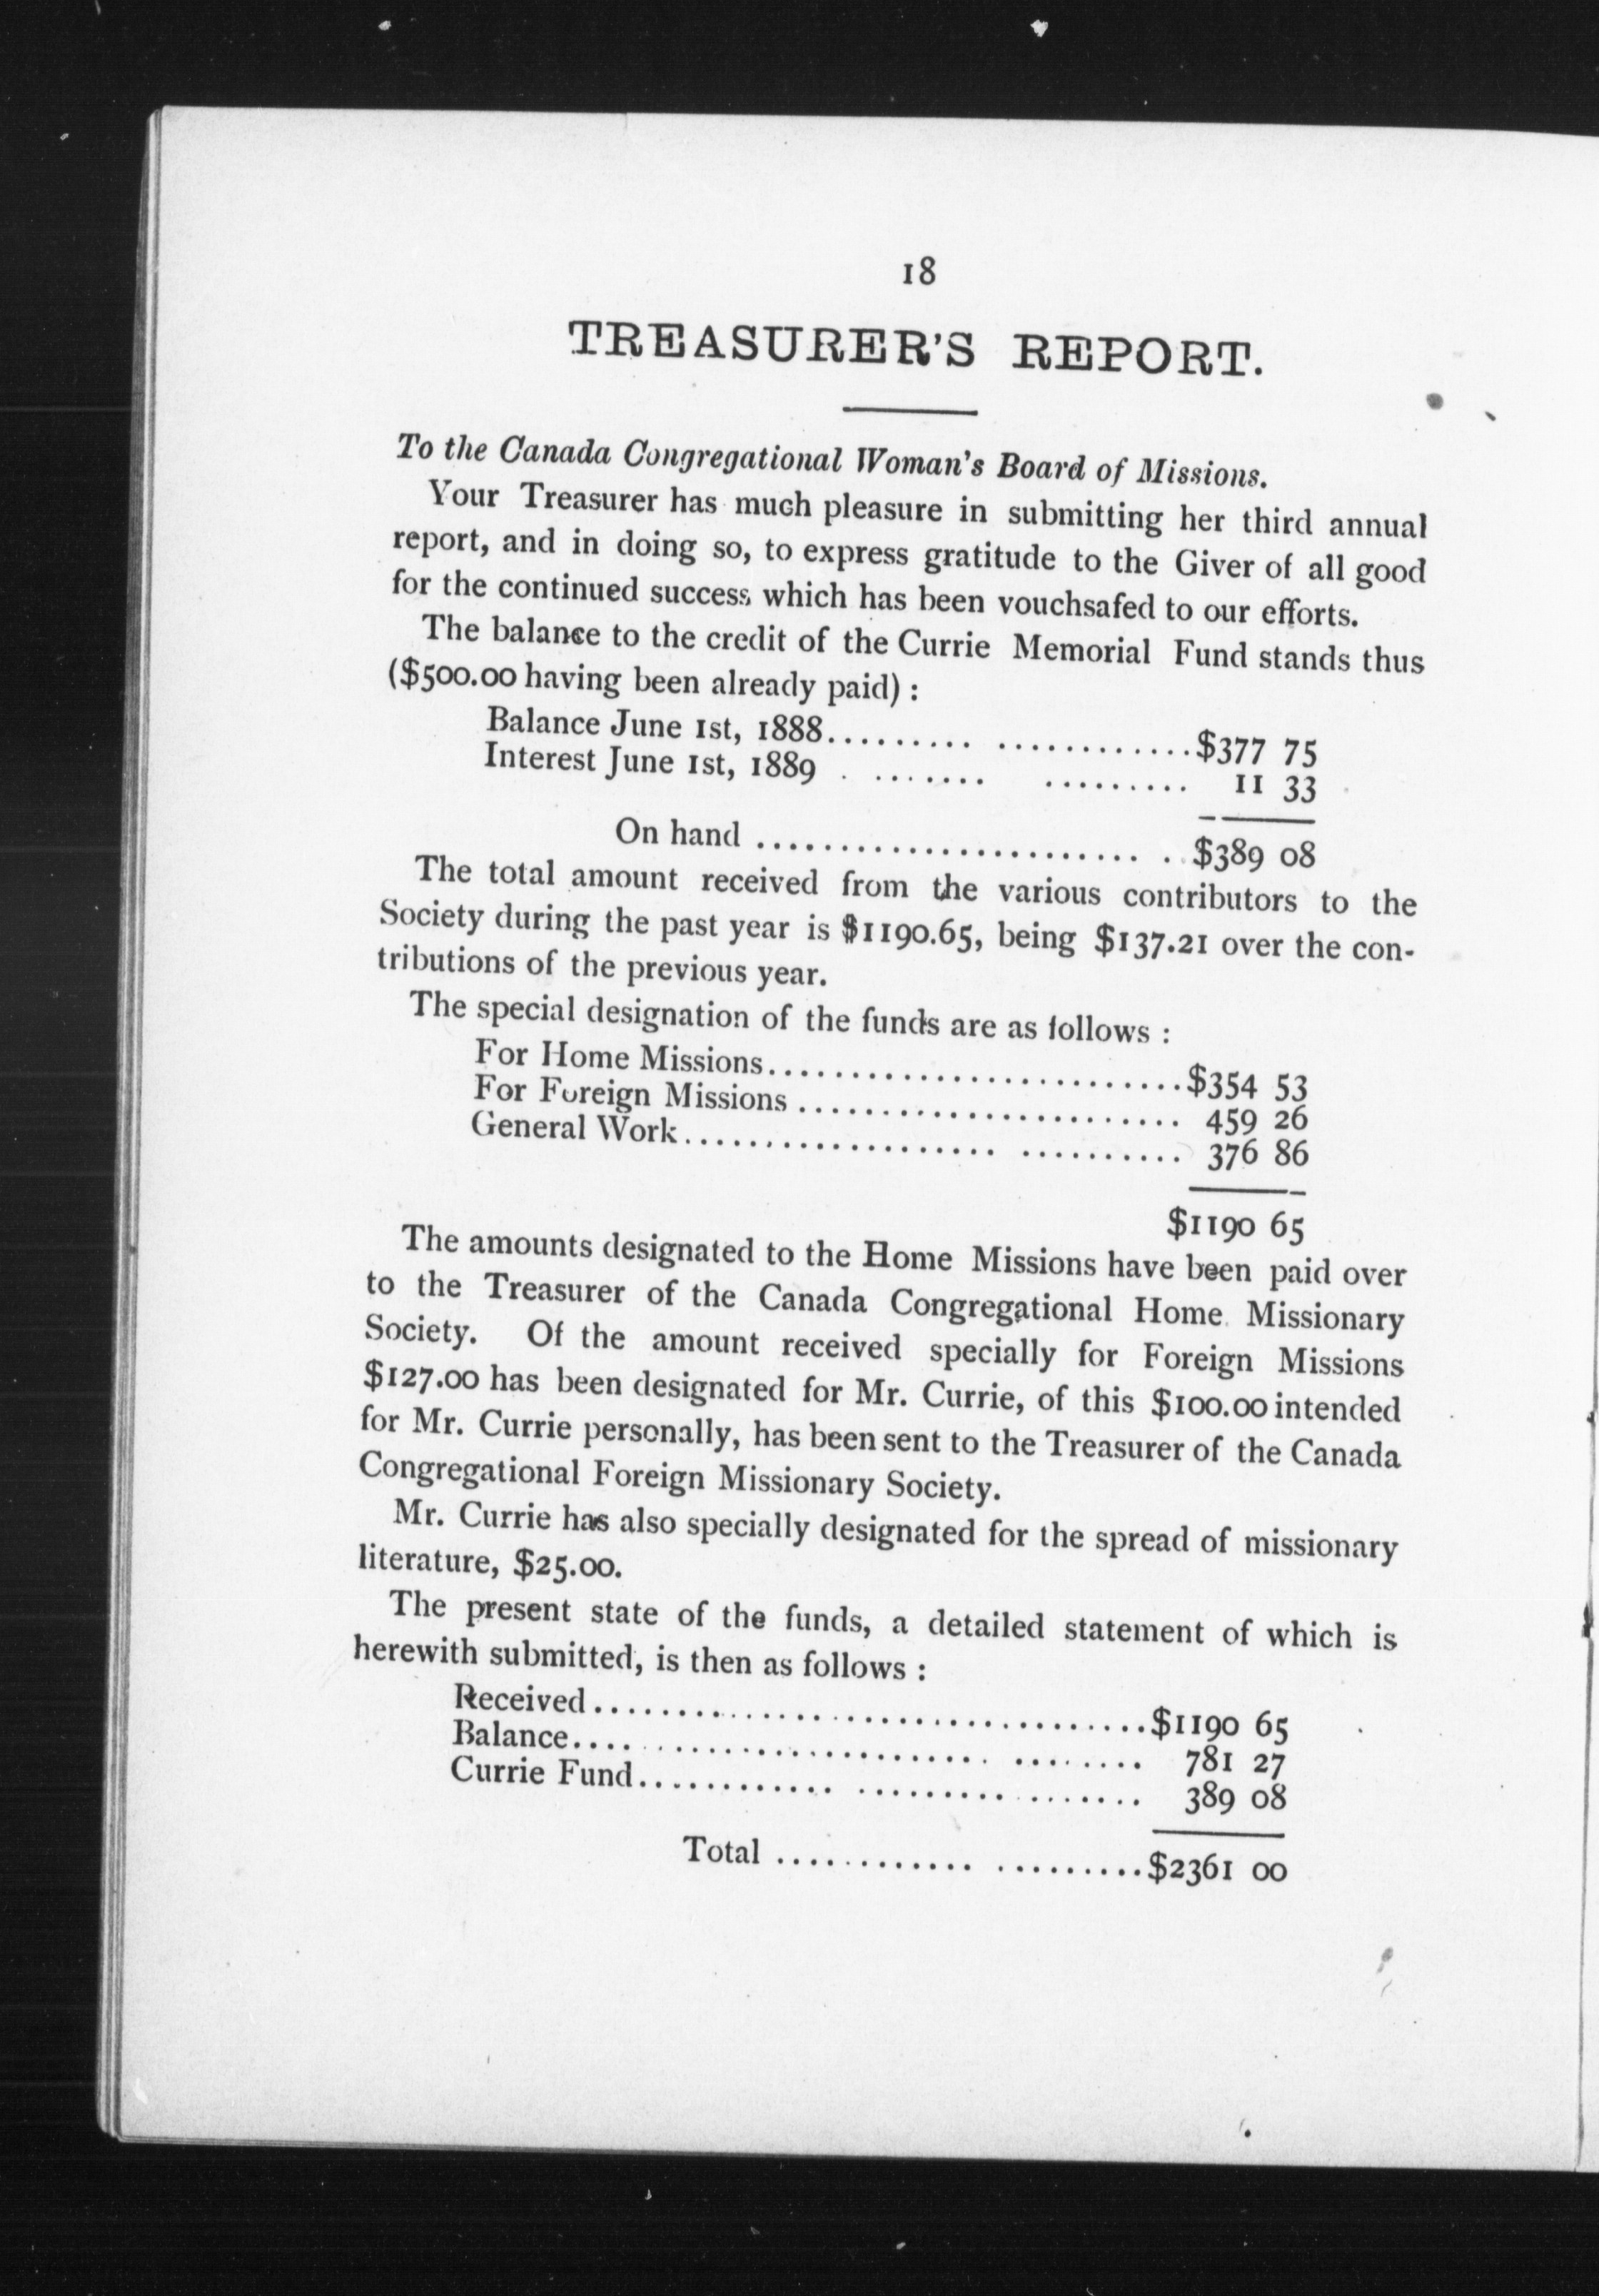 18
TREASURER'S REPORT.
To the Canada Congregational Woman's Board of Missions.
Your Treasurer has much pleasure in submitting her third annual
report, and in doing so, to express gratitude to the Giver of all good
for the continued success which has been vouchsafed to our efforts.
The balance to the credit of the Currie Memorial Fund stands thus
($500.00 having been already paid) :
Balance June 1st, 1888.......... ............$377 75
Interest June 1st, 1889 . ....... ......... 11 33
On hand ....................... . .$389 08
The total amount received from the various contributors to the
Society during the past year is $1190.65, being $137.21 over the con-
tributions of the previous year.
The special designation of the funds are as follows :
For Home Missions.........................$354 53
For Foreign Missions ....................... 459 26
General Work................... .......... 376 86
$1190 65
The amounts designated to the Home Missions have been paid over
to the Treasurer of the Canada Congregational Home Missionary
Society. Of the amount received specially for Foreign Missions
$127.00 has been designated for Mr. Currie, of this $100.00 intended
for Mr. Currie personally, has been sent to the Treasurer of the Canada
Congregational Foreign Missionary Society.
Mr. Currie has also specially designated for the spread of missionary
literature, $25.00.
The present state of the funds, a detailed statement of which is
herewith submitted, is then as follows :
Received.................................$1190 65
Balance.... .................... ........ 781 27
Currie Fund............ ......... ....... 389 08
Total ............ .........$2361 00